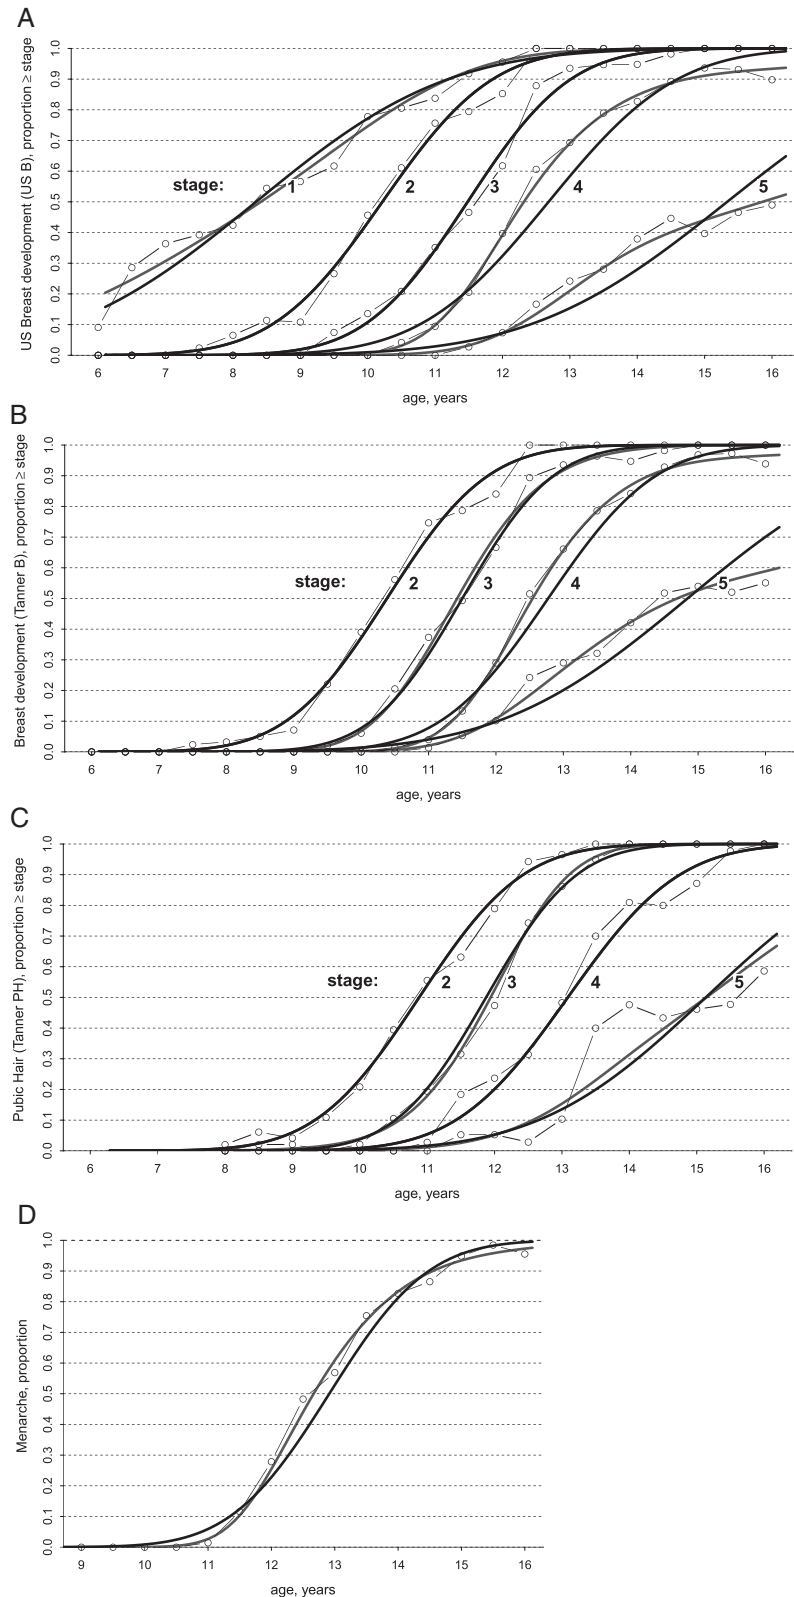 A
US Breast development (US B), proportion ≥ stage
1.0
0.9
0.8
0.7
0.6
0.5
0.4
0.3
0.2
0.1
0.0
stage: 1 2 3 4 5
6 7 8 9 10 11 12 13 14 15 16
age, years
B
Breast development (Tanner B), proportion ≥ stage
1.0
0.9
0.8
0.7
0.6
0.5
0.4
0.3
0.2
0.1
0.0
stage: 2 3 4 5
6 7 8 9 10 11 12 13 14 15 16
age, years
C
Pubic Hair (Tanner PH), proportion ≥ stage
1.0
0.9
0.8
0.7
0.6
0.5
0.4
0.3
0.2
0.1
0.0
stage: 2 3 4 5
6 7 8 9 10 11 12 13 14 15 16
age, years
D
Menarche, proportion
1.0
0.9
0.8
0.7
0.6
0.5
0.4
0.3
0.2
0.1
0.0
9 10 11 12 13 14 15 16
age, years